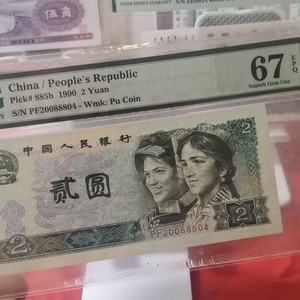 伍角
China / People's Republic
Pick# 885b 1990 2 Yuan
S/N PF20088804 - Wmk: Pu Coin
67 EPQ
Superb Gem Unc
中国人民银行
贰圆
2
PF20088804
2